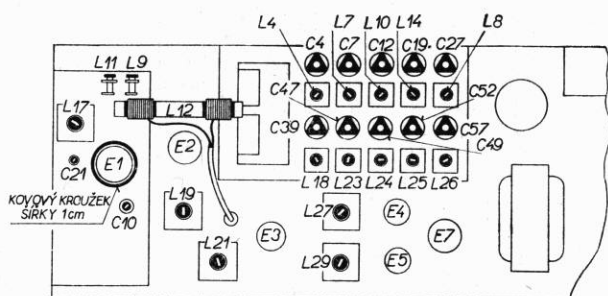 L4 L7 L10 L14 L8
C4 C7 C12 C19 C27
L11 L9
C47 C52
L17 L12
C39 C57
E2 C49
C21 E1
L18 L23 L24 L25 L26
KOVOVÝ KROUŽEK
ŠÍŘKY 1cm
C10 L19 L27 E4
E3 E7
L21 L29 E5